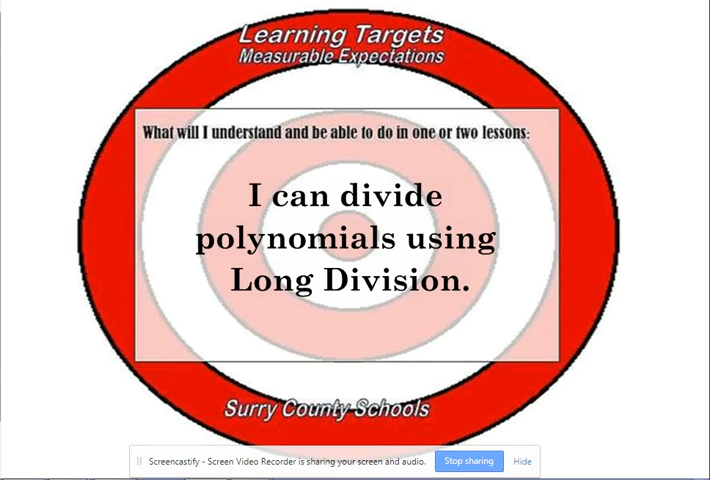 Learning Targets
Measurable Expectations
What will I understand and be able to do in one or two lessons:
I can divide
polynomials using
Long Division.
Surry County Schools
Screencastify - Screen Video Recorder is sharing your screen and audio. Stop sharing Hide